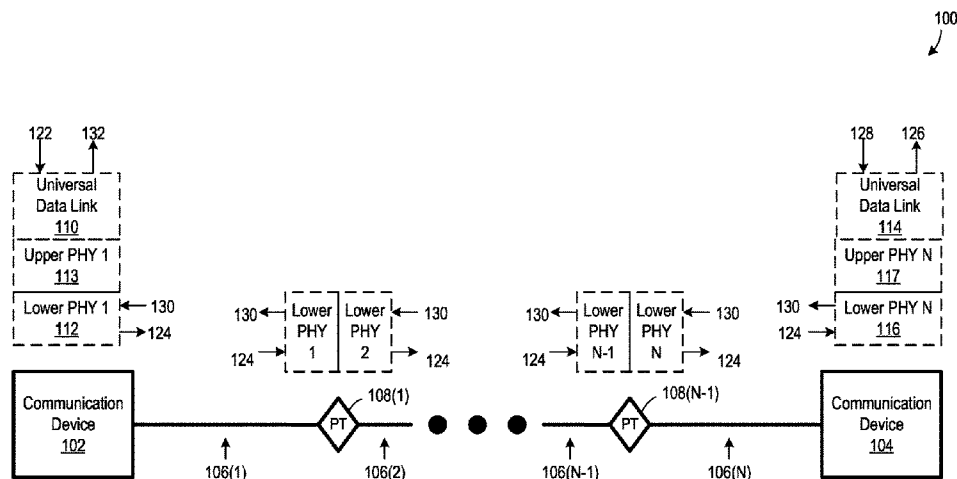 100
122 132 128 126
Universal
Data Link
110
Universal
Data Link
114
Upper PHY 1
113
Upper PHY N
117
Lower PHY 1
112
130
124
130
124
Lower
PHY
1
Lower
PHY
2
130
124
130
124
Lower
PHY
N-1
Lower
PHY
N
130
124
130
124
Lower PHY N
116
Communication
Device
102
PT
108(1)
PT
108(N-1)
Communication
Device
104
106(1) 106(2) 106(N-1) 106(N)